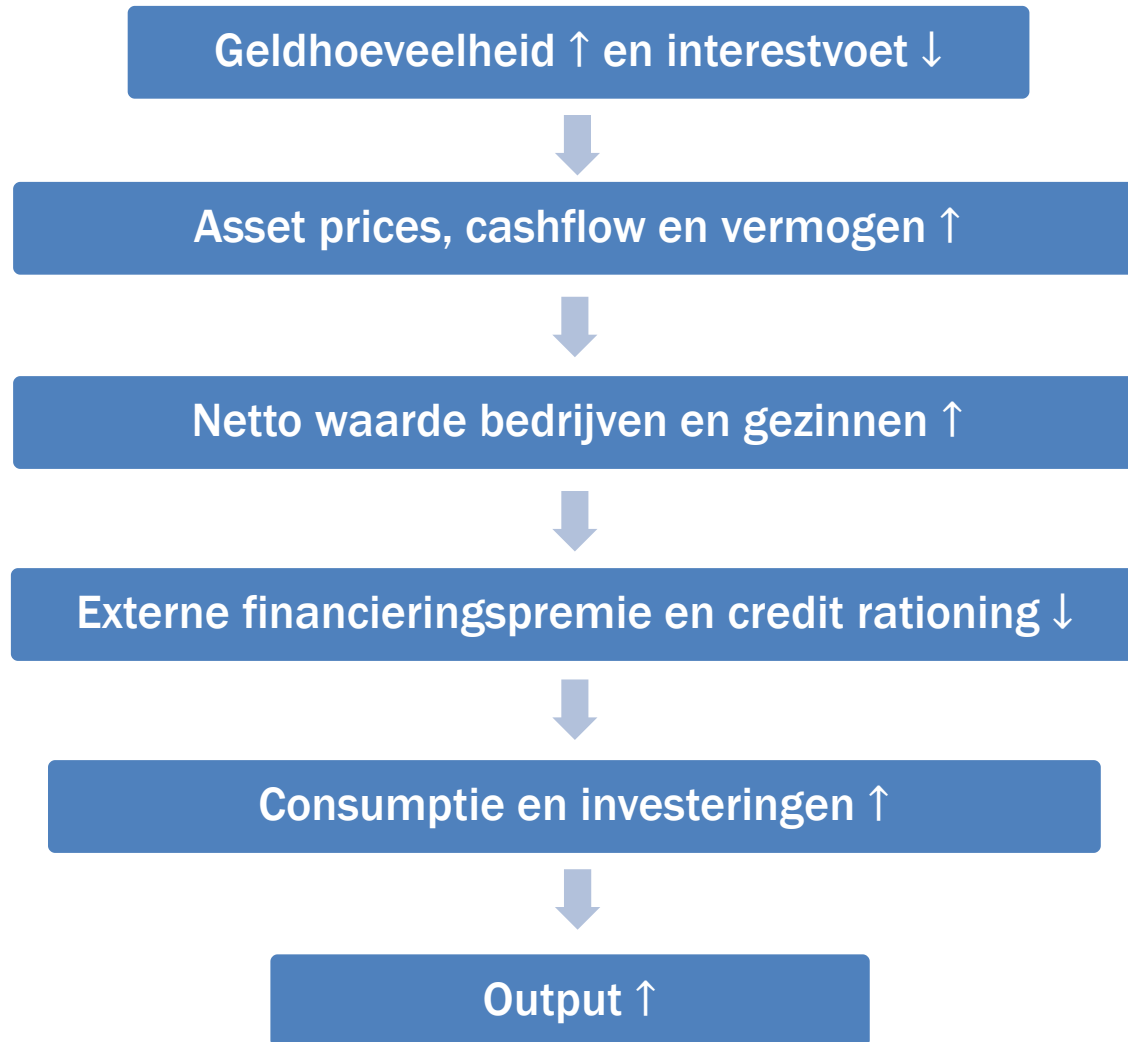 Geldhoeveelheid ↑ en interestvoet ↓
Asset prices, cashflow en vermogen ↑
Netto waarde bedrijven en gezinnen ↑
Externe financieringspremie en credit rationing ↓
Consumptie en investeringen ↑
Output ↑